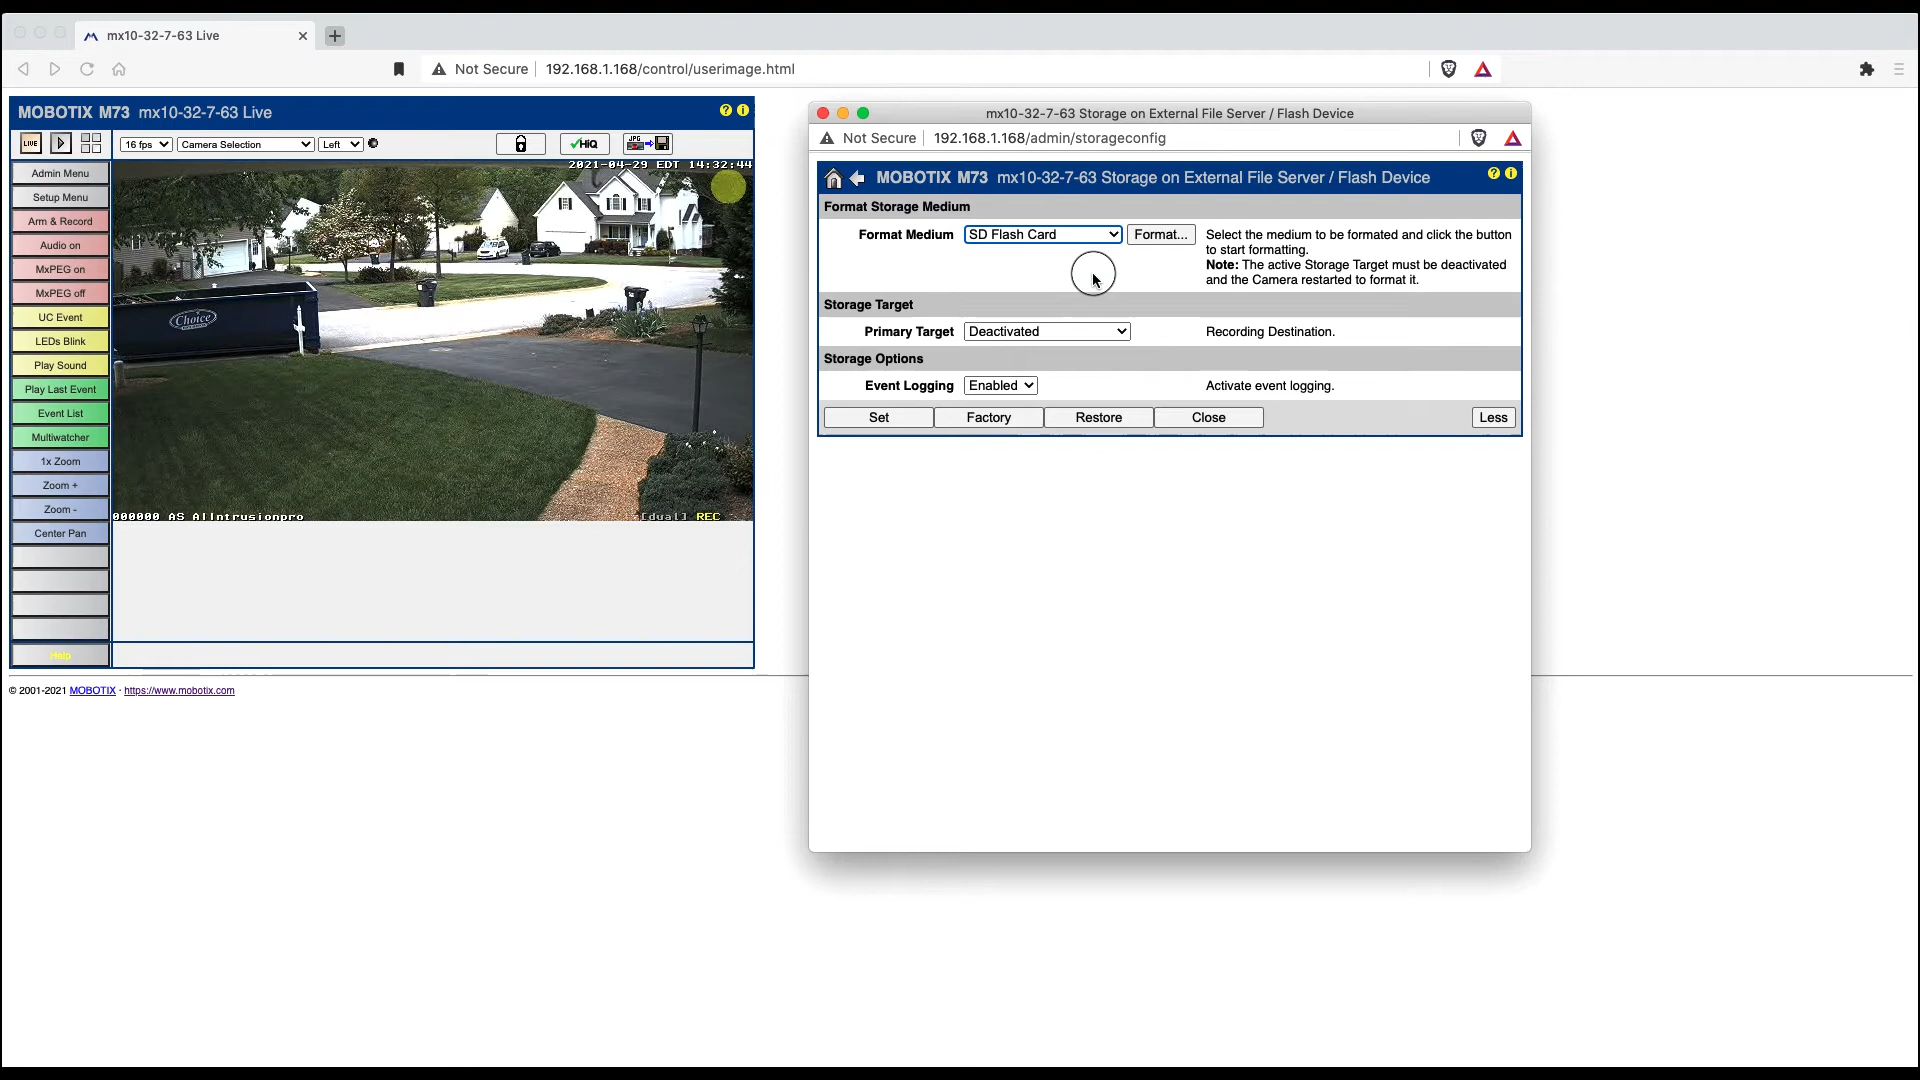 mx10-32-7-63 Live
Not Secure
192.168.1.168/control/userimage.html
MOBOTIX M73 mx10-32-7-63 Live
? i
LIVE
16 fps
Camera Selection
Left
HiQ
JPG
Admin Menu
Setup Menu
Arm & Record
Audio on
MxPEG on
MxPEG off
UC Event
LEDs Blink
Play Sound
Play Last Event
Event List
Multiwatcher
1x Zoom
Zoom +
Zoom -
Center Pan
Help
2021-04-29 EDT 14:32:44
Choice
000000 AS AIIntrusionpro
[dual] REC
© 2001-2021 MOBOTIX · https://www.mobotix.com
mx10-32-7-63 Storage on External File Server / Flash Device
Not Secure
192.168.1.168/admin/storageconfig
MOBOTIX M73 mx10-32-7-63 Storage on External File Server / Flash Device
? i
Format Storage Medium
Format Medium
SD Flash Card
Format...
Select the medium to be formated and click the button
to start formatting.
Note: The active Storage Target must be deactivated
and the Camera restarted to format it.
Storage Target
Primary Target
Deactivated
Recording Destination.
Storage Options
Event Logging
Enabled
Activate event logging.
Set
Factory
Restore
Close
Less